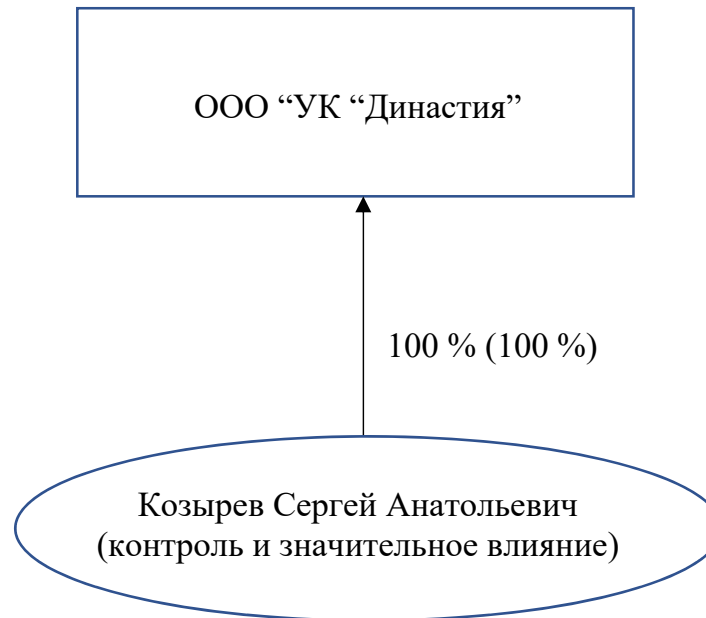 ООО “УК “Династия”
100 % (100 %)
Козырев Сергей Анатольевич
(контроль и значительное влияние)